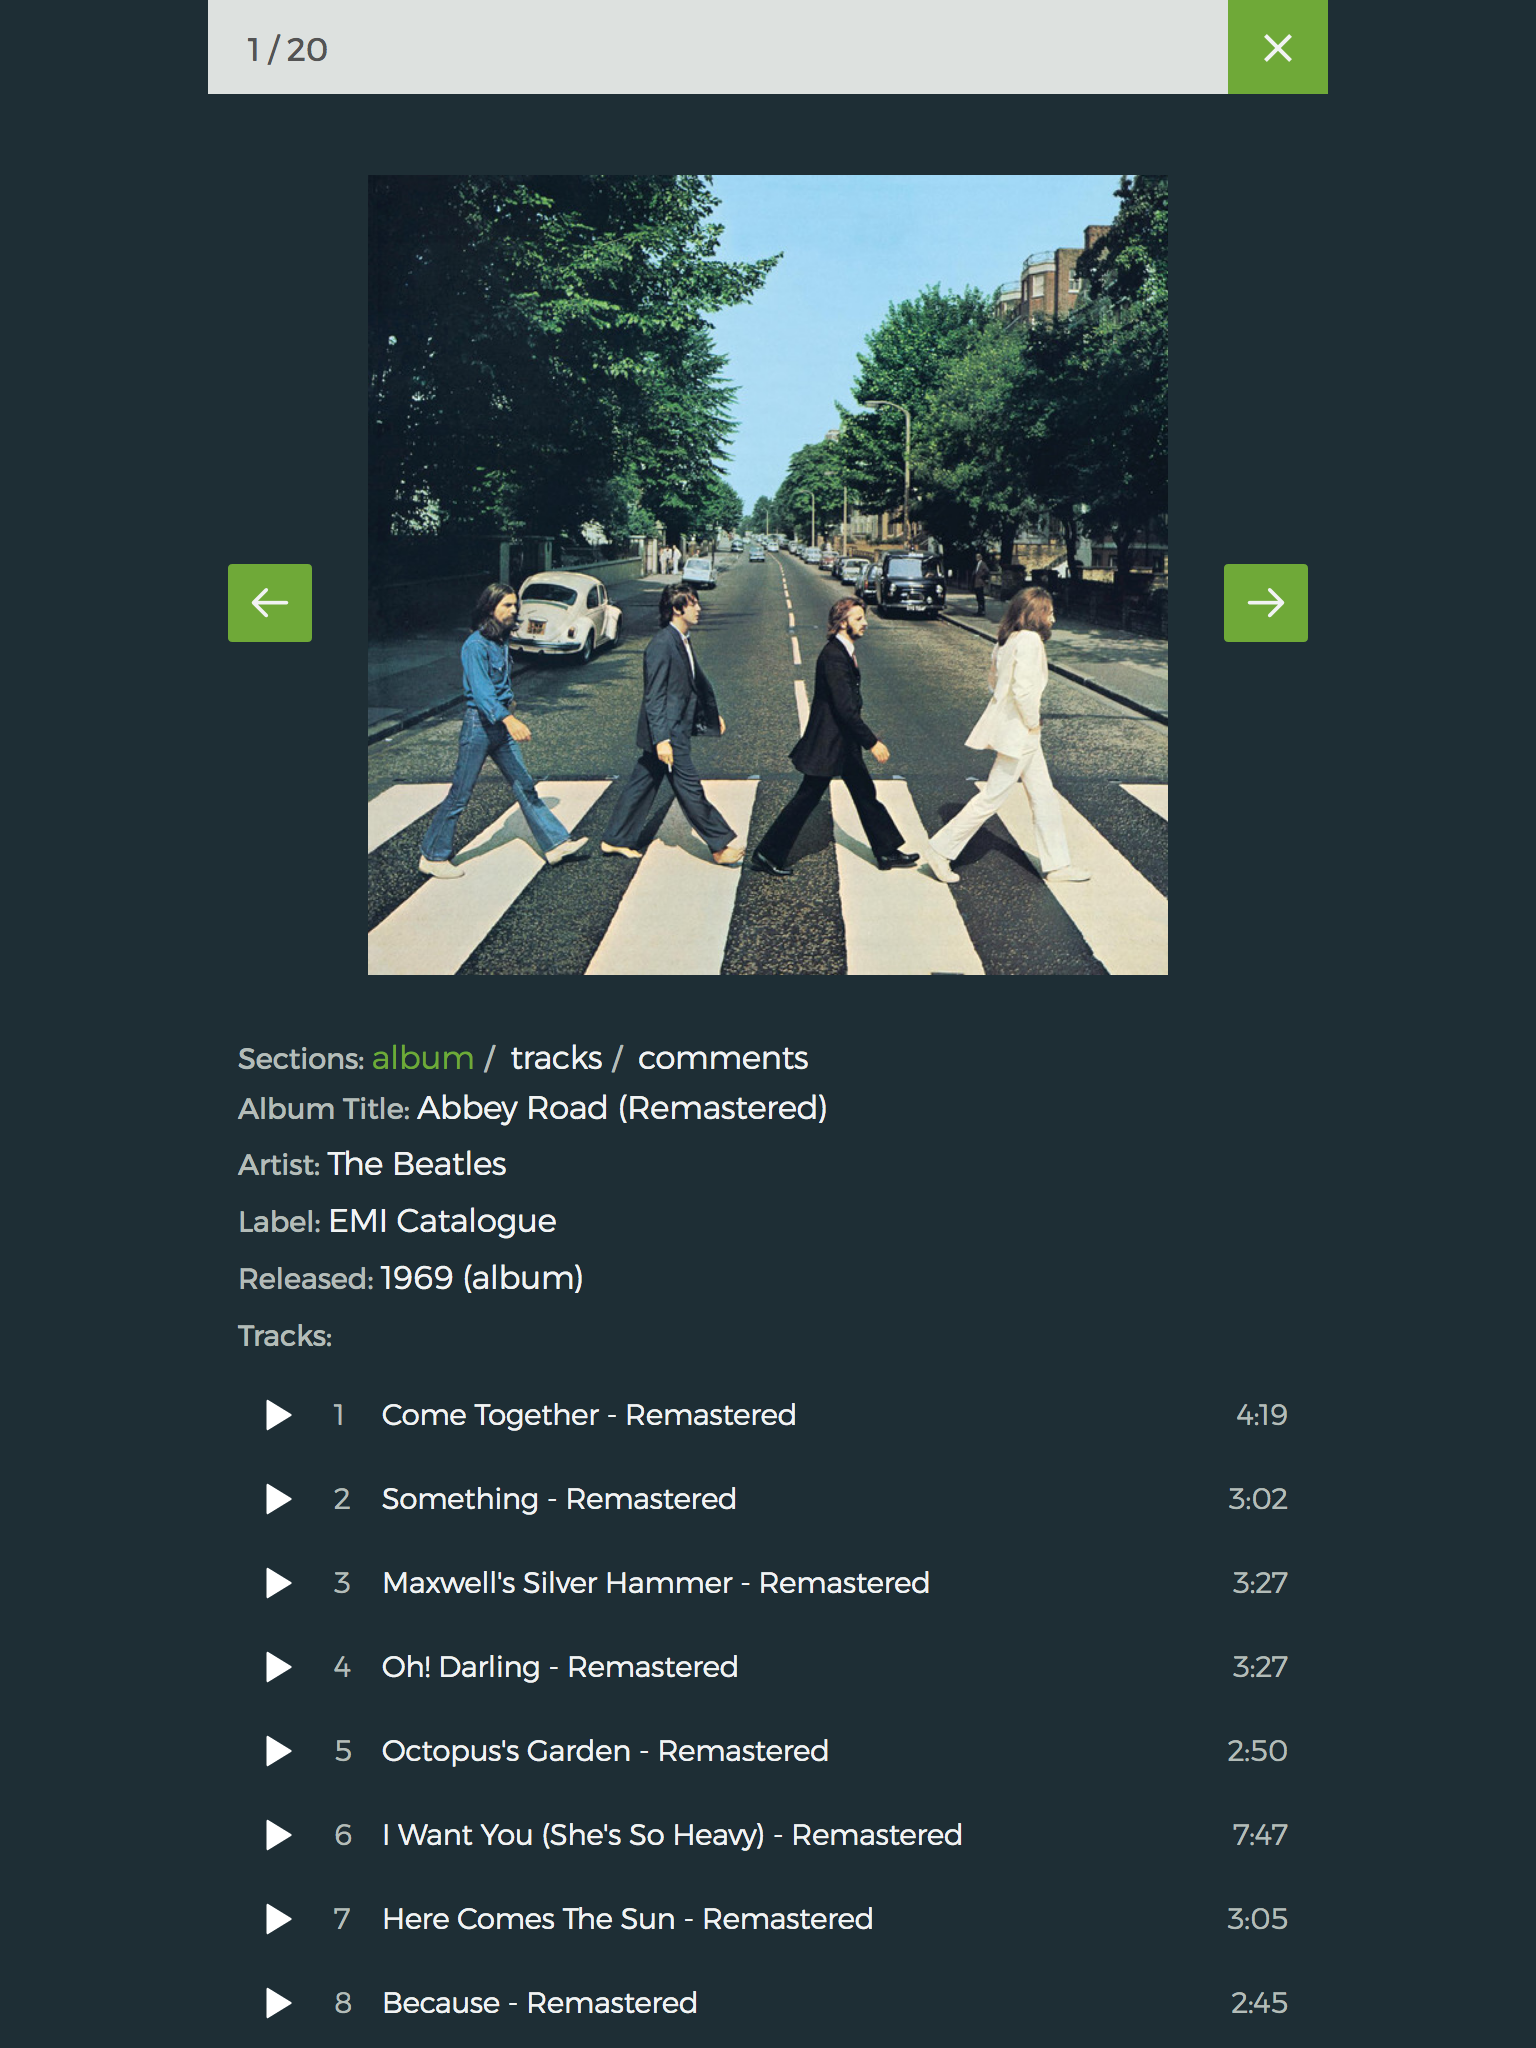 1 / 20
Sections: album / tracks / comments
Album Title: Abbey Road (Remastered)
Artist: The Beatles
Label: EMI Catalogue
Released: 1969 (album)
Tracks:
1 Come Together - Remastered 4:19
2 Something - Remastered 3:02
3 Maxwell's Silver Hammer - Remastered 3:27
4 Oh! Darling - Remastered 3:27
5 Octopus's Garden - Remastered 2:50
6 I Want You (She's So Heavy) - Remastered 7:47
7 Here Comes The Sun - Remastered 3:05
8 Because - Remastered 2:45